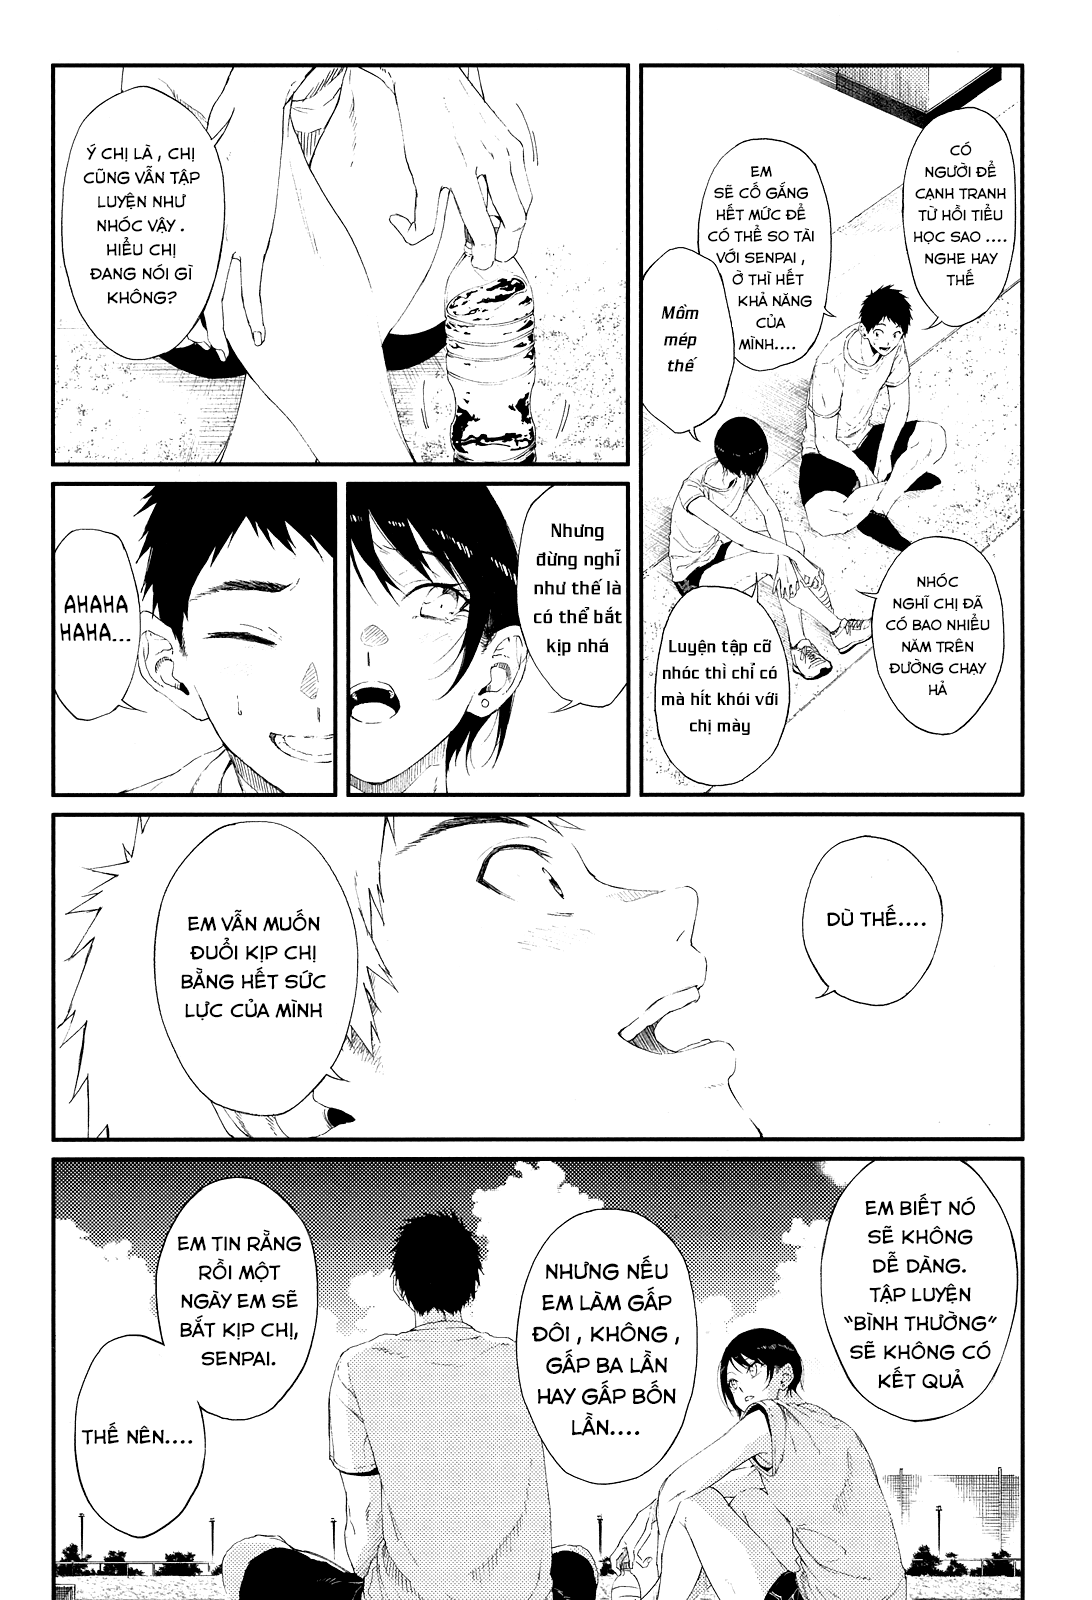 CÓ
NGƯỜI ĐỂ
CẠNH TRANH
TỪ HỒI TIỂU
HỌC SAO ....
NGHE HAY
THẾ
EM
SẼ CỐ GẮNG
HẾT MỨC ĐỂ
CÓ THỂ SO TÀI
VỚI SENPAI ,
Ở THÌ HẾT
KHẢ NĂNG
CỦA
MÌNH....
Mồm
mép
thế
NHÓC
NGHĨ CHỊ ĐÃ
CÓ BAO NHIỂU
NĂM TRÊN
ĐƯỜNG CHẠY
HẢ
Luyện tập cỡ
nhóc thì chỉ có
mà hít khói với
chị mày
Ý CHỊ LÀ , CHỊ
CŨNG VẪN TẬP
LUYỆN NHƯ
NHÓC VẬY .
HIỂU CHỊ
ĐANG NÓI GÌ
KHÔNG?
Nhưng
đừng nghĩ
như thế là
có thể bắt
kịp nhá
AHAHA
HAHA...
DÙ THẾ....
EM VẪN MUỐN
ĐUỔI KỊP CHỊ
BẰNG HẾT SỨC
LỰC CỦA MÌNH
EM BIẾT NÓ
SẼ KHÔNG
DỄ DÀNG.
TẬP LUYỆN
“BÌNH THƯỜNG”
SẼ KHÔNG CÓ
KẾT QUẢ
NHƯNG NẾU
EM LÀM GẤP
ĐÔI , KHÔNG ,
GẤP BA LẦN
HAY GẤP BỐN
LẦN....
EM TIN RẰNG
RỒI MỘT
NGÀY EM SẼ
BẮT KỊP CHỊ,
SENPAI.
THẾ NÊN....